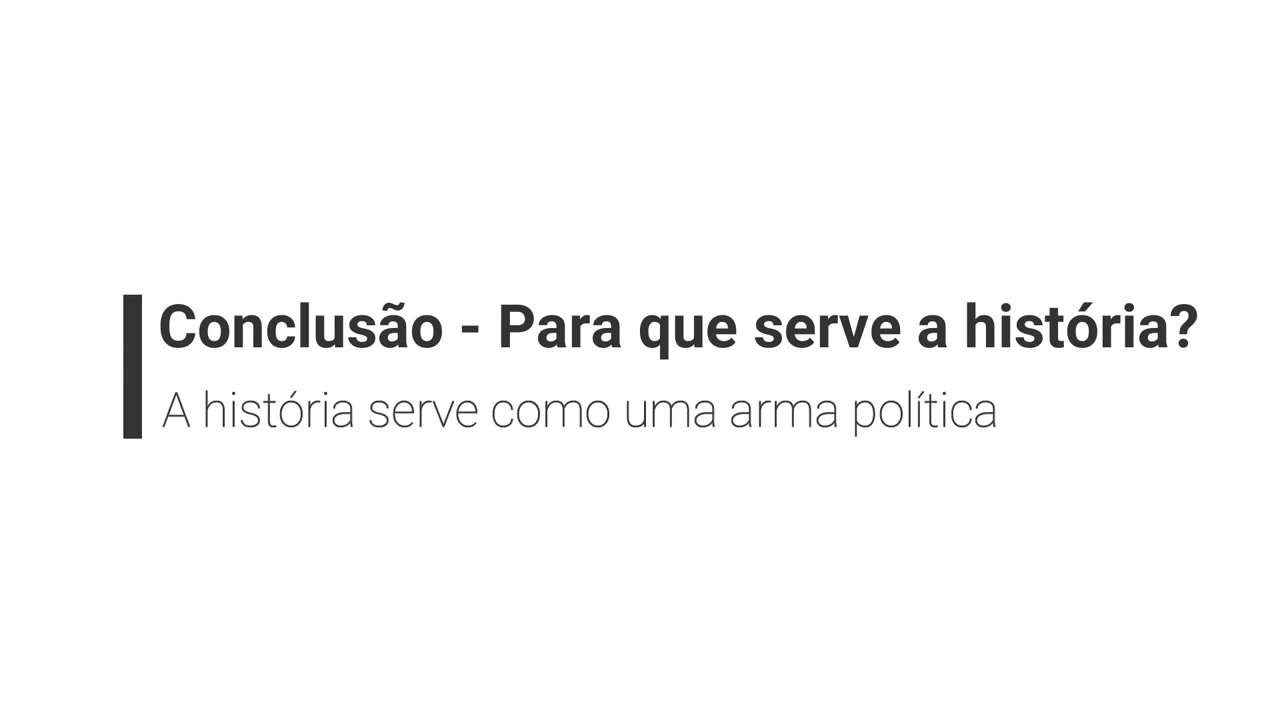 Conclusão - Para que serve a história?
A história serve como uma arma política